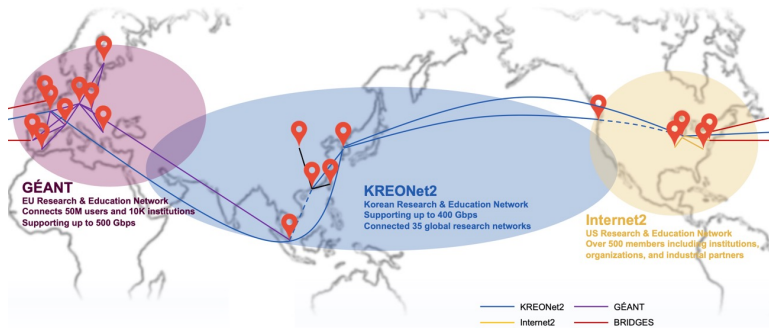 GÉANT
EU Research & Education Network
Connects 50M users and 10K institutions
Supporting up to 500 Gbps
KREONet2
Korean Research & Education Network
Supporting up to 400 Gbps
Connected 35 global research networks
Internet2
US Research & Education Network
Over 500 members including institutions,
organizations, and industrial partners
KREONet2
GÉANT
Internet2
BRIDGES